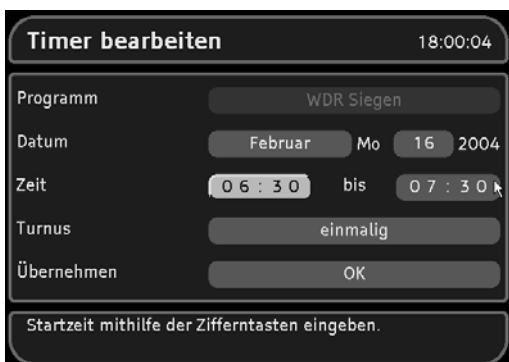 Timer bearbeiten 18:00:04
Programm WDR Siegen
Datum Februar Mo 16 2004
Zeit 06:30 bis 07:30
Turnus einmalig
Übernehmen OK
Startzeit mithilfe der Zifferntasten eingeben.